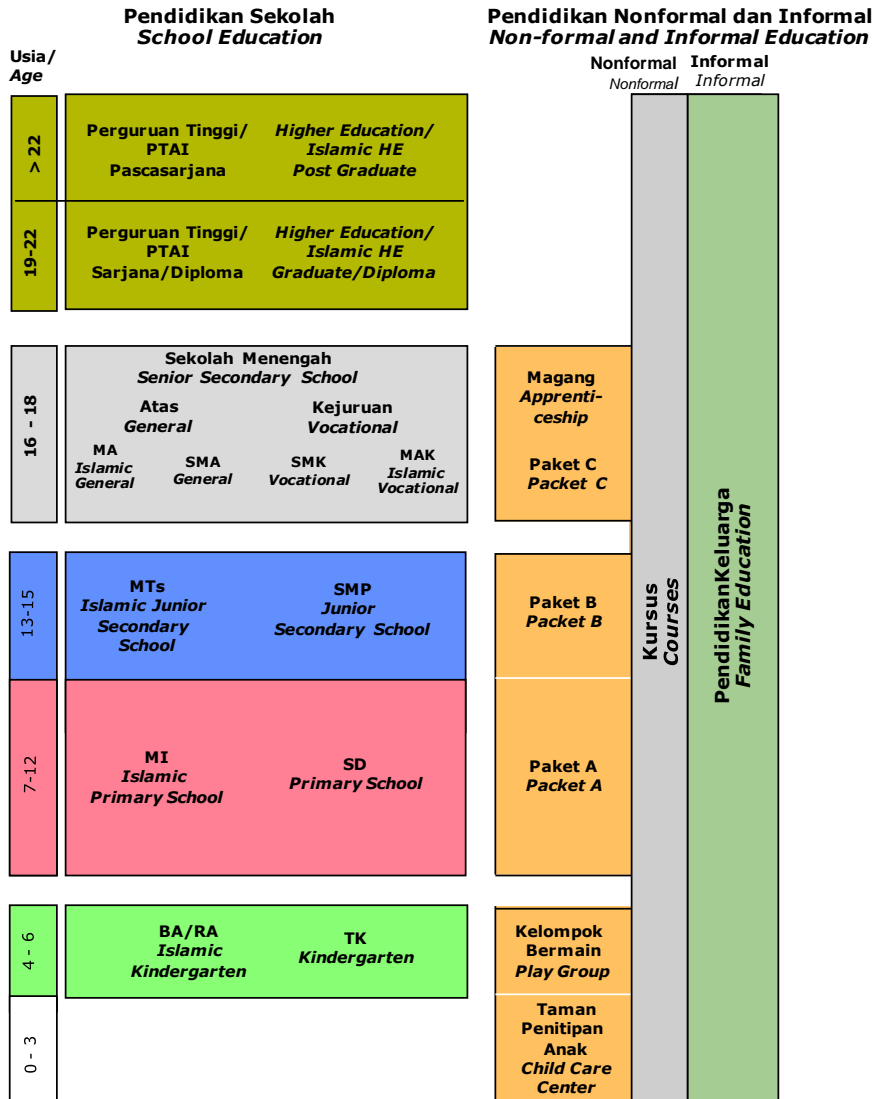 Pendidikan Sekolah
School Education
Pendidikan Nonformal dan Informal
Non-formal and Informal Education
Usia/
Age
Nonformal
Nonformal
Informal
Informal
> 22
Perguruan Tinggi/
PTAI
Pascasarjana
Higher Education/
Islamic HE
Post Graduate
19-22
Perguruan Tinggi/
PTAI
Sarjana/Diploma
Higher Education/
Islamic HE
Graduate/Diploma
16 - 18
Sekolah Menengah
Senior Secondary School
Atas
General
Kejuruan
Vocational
MA
Islamic
General
SMA
General
SMK
Vocational
MAK
Islamic
Vocational
Magang
Apprenti-
ceship
Paket C
Packet C
13-15
MTs
Islamic Junior
Secondary
School
SMP
Junior
Secondary School
Paket B
Packet B
Kursus
Courses
PendidikanKeluarga
Family Education
7-12
MI
Islamic
Primary School
SD
Primary School
Paket A
Packet A
4 - 6
BA/RA
Islamic
Kindergarten
TK
Kindergarten
Kelompok
Bermain
Play Group
0 - 3
Taman
Penitipan
Anak
Child Care
Center